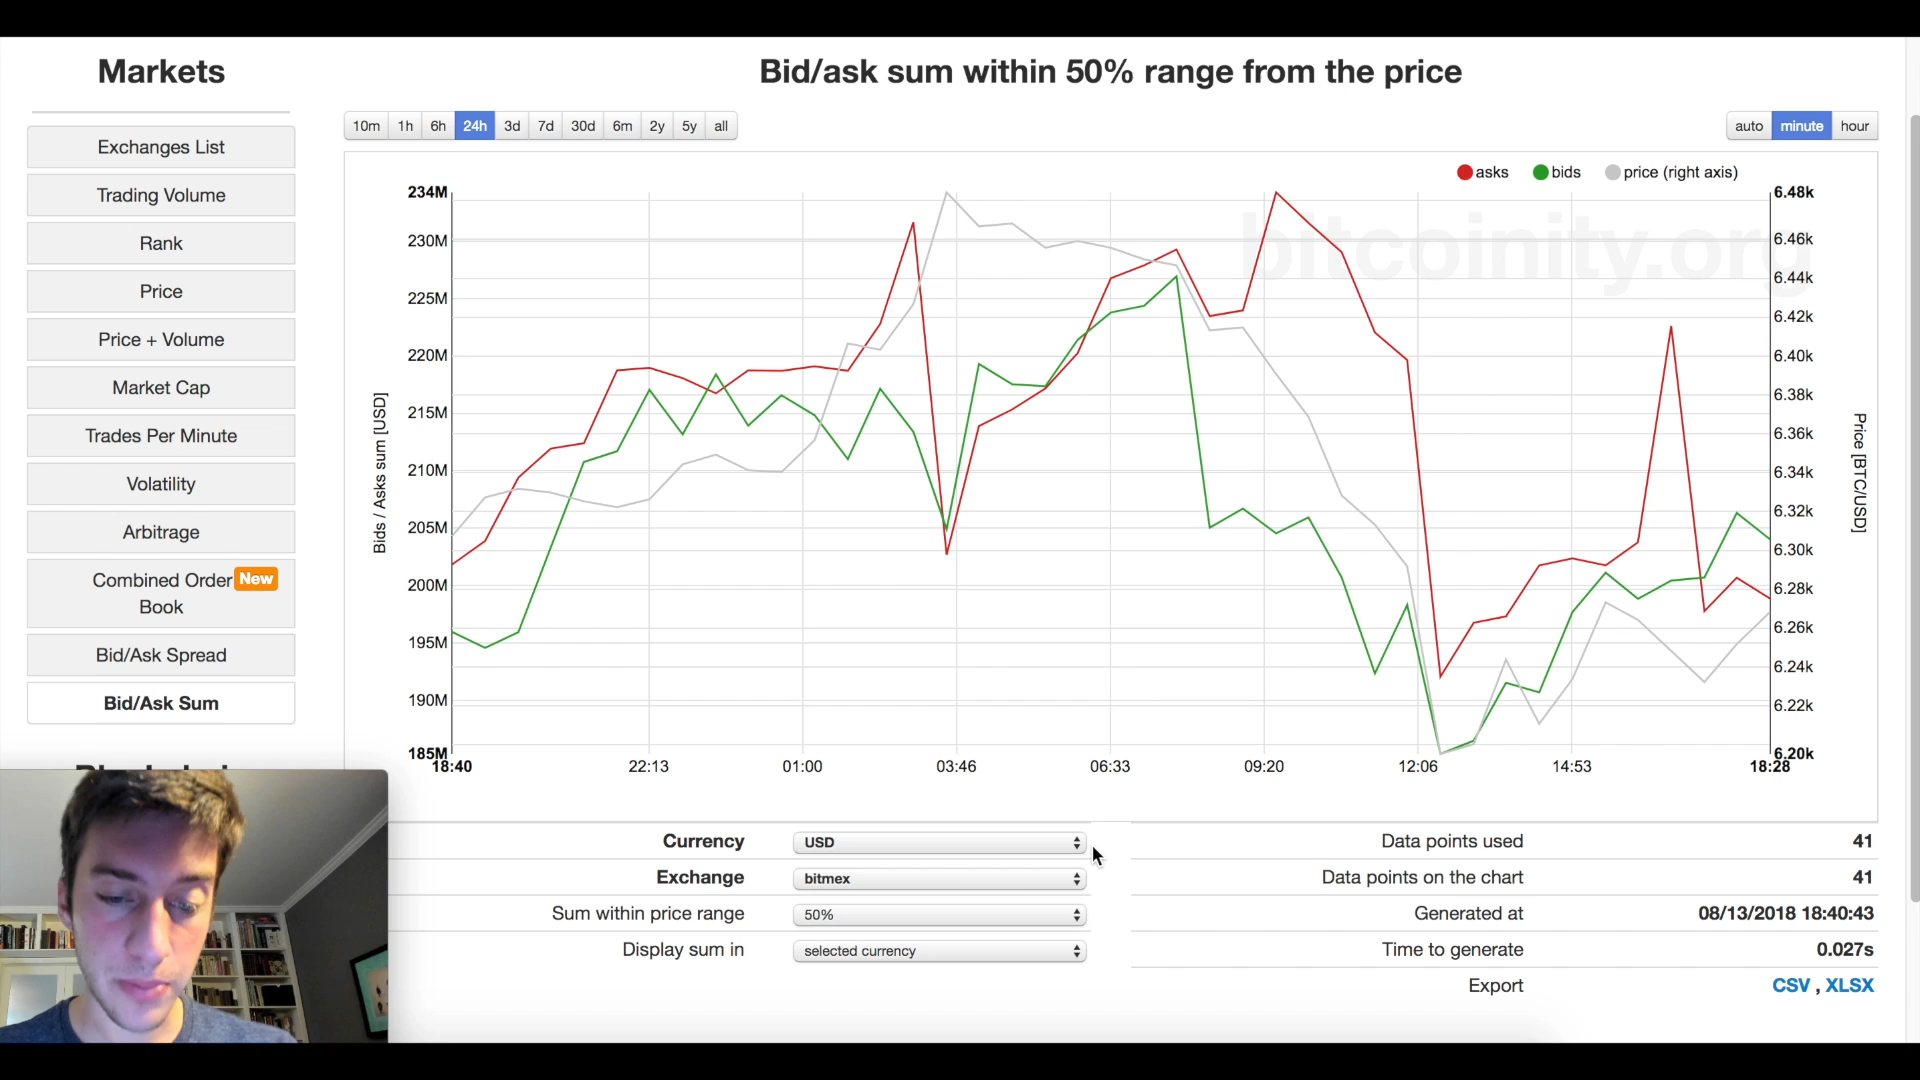 Markets
Bid/ask sum within 50% range from the price
10m 1h 6h 24h 3d 7d 30d 6m 2y 5y all
auto minute hour
Exchanges List
Trading Volume
Rank
Price
Price + Volume
Market Cap
Trades Per Minute
Volatility
Arbitrage
Combined Order New
Book
Bid/Ask Spread
Bid/Ask Sum
asks bids price (right axis)
bitcoinity.org
234M
230M
225M
220M
215M
210M
205M
200M
195M
190M
185M
Bids / Asks sum [USD]
6.48k
6.46k
6.44k
6.42k
6.40k
6.38k
6.36k
6.34k
6.32k
6.30k
6.28k
6.26k
6.24k
6.22k
6.20k
Price [BTC/USD]
18:40 22:13 01:00 03:46 06:33 09:20 12:06 14:53 18:28
Currency USD
Exchange bitmex
Sum within price range 50%
Display sum in selected currency
Data points used 41
Data points on the chart 41
Generated at 08/13/2018 18:40:43
Time to generate 0.027s
Export CSV , XLSX